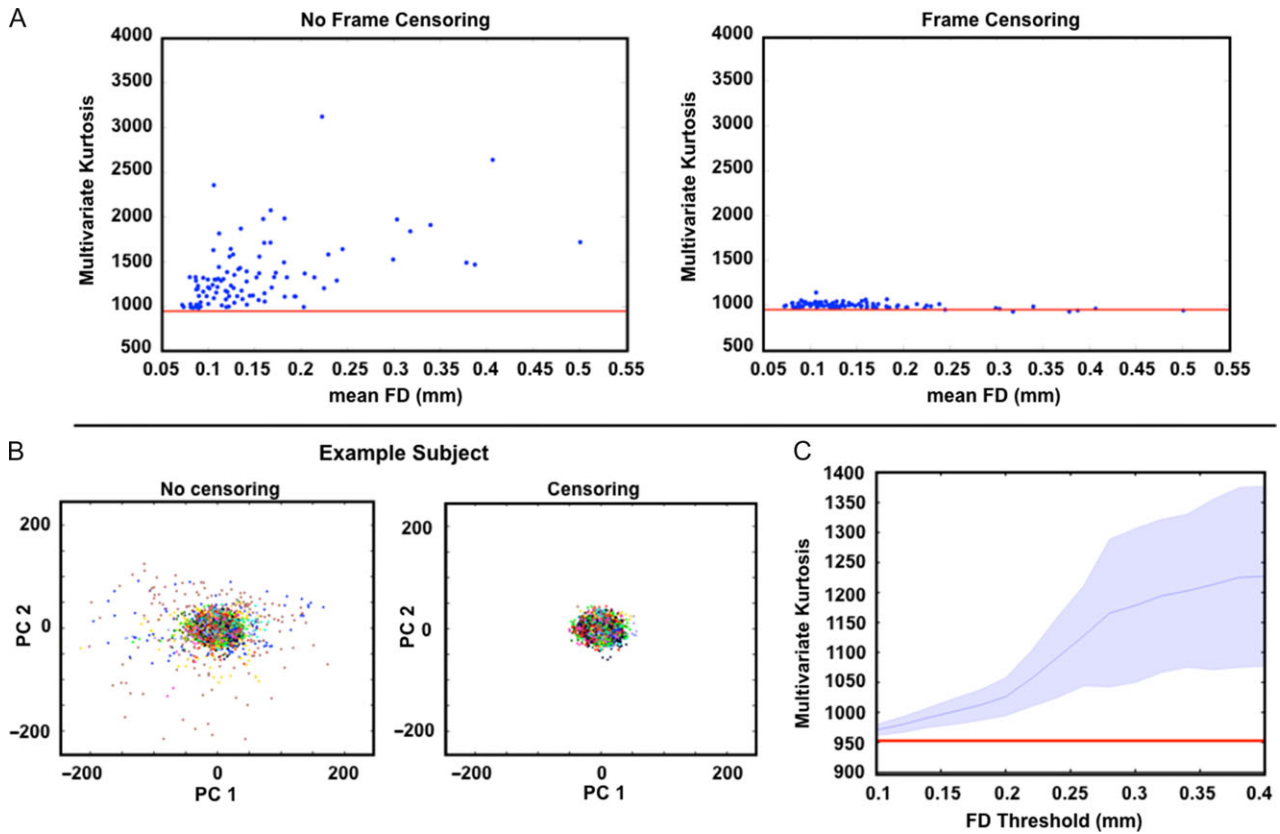 A
No Frame Censoring
Frame Censoring
Multivariate Kurtosis
4000
3500
3000
2500
2000
1500
1000
500
0.05 0.1 0.15 0.2 0.25 0.3 0.35 0.4 0.45 0.5 0.55
mean FD (mm)
Multivariate Kurtosis
4000
3500
3000
2500
2000
1500
1000
500
0.05 0.1 0.15 0.2 0.25 0.3 0.35 0.4 0.45 0.5 0.55
mean FD (mm)
B
Example Subject
No censoring
PC 2
200
0
−200
−200 0 200
PC 1
Censoring
PC 2
200
0
−200
−200 0 200
PC 1
C
Multivariate Kurtosis
1400
1350
1300
1250
1200
1150
1100
1050
1000
950
900
0.1 0.15 0.2 0.25 0.3 0.35 0.4
FD Threshold (mm)